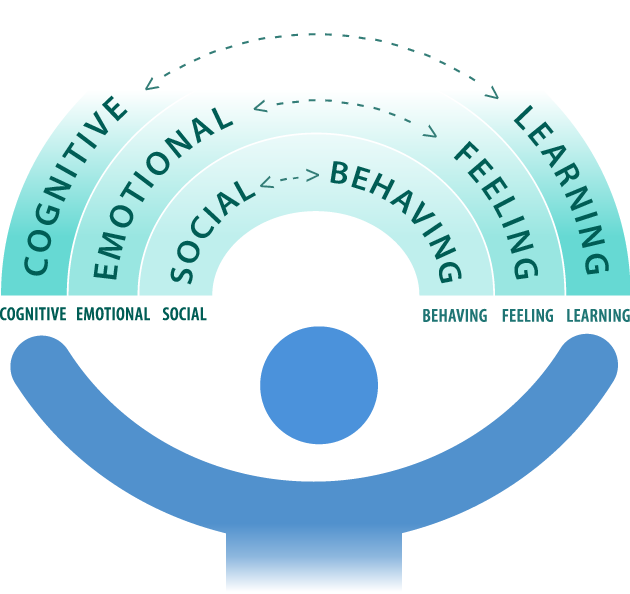 COGNITIVE
EMOTIONAL
SOCIAL
BEHAVING
FEELING
LEARNING
COGNITIVE EMOTIONAL SOCIAL BEHAVING FEELING LEARNING